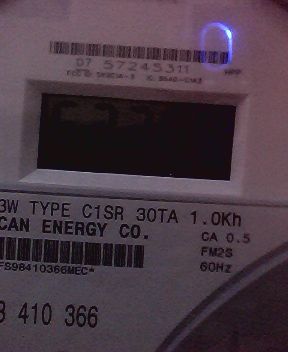 07 57245311
3W TYPE C1SR 30TA 1.0Kh
CAN ENERGY CO.
CA 0.5
FM2S
60Hz
FS98410366MEC*
8 410 366